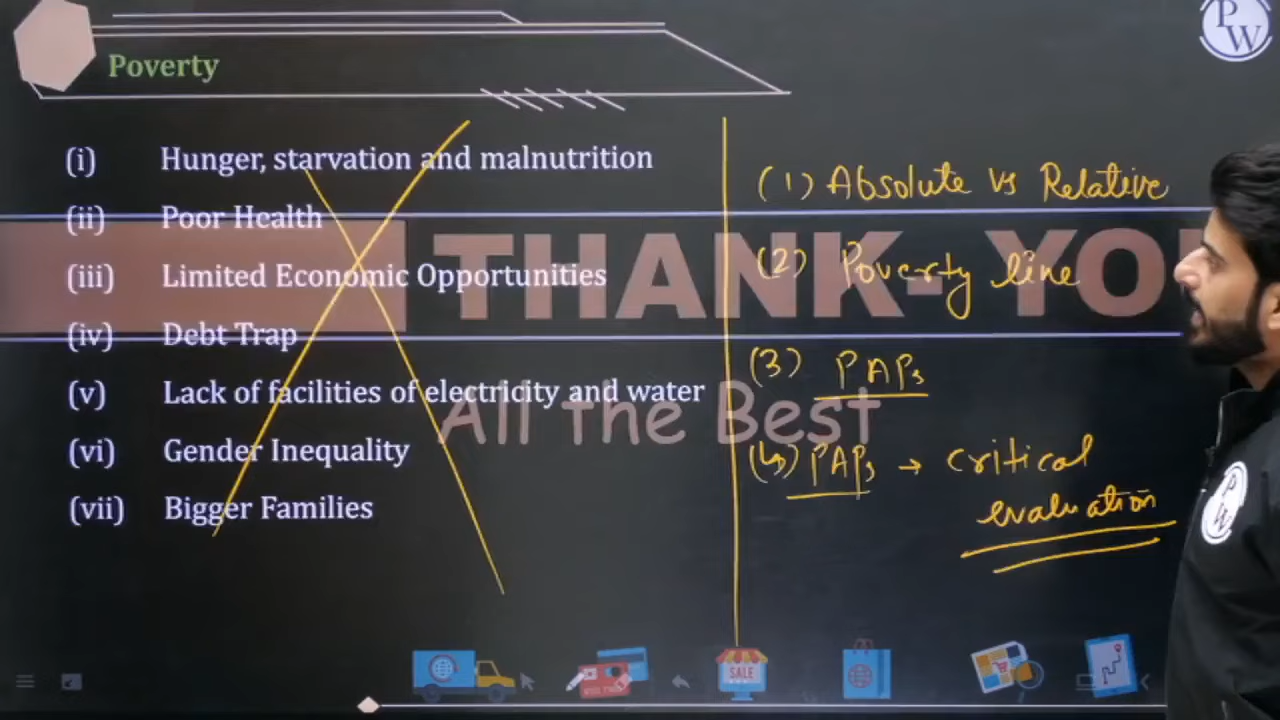 PW
Poverty
(i) Hunger, starvation and malnutrition
(ii) Poor Health
(iii) Limited Economic Opportunities
(iv) Debt Trap
(v) Lack of facilities of electricity and water
(vi) Gender Inequality
(vii) Bigger Families
(1) Absolute vs Relative
(2) Poverty line
(3) PAPs
(4) PAPs → critical
evaluation
THANK- YO
All the Best
SALE
PW